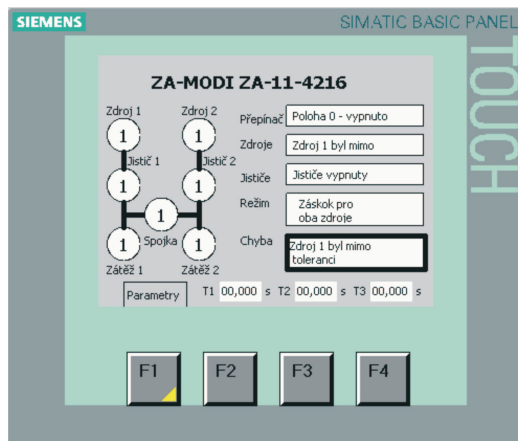 SIEMENS
SIMATIC BASIC PANEL
TOUCH
ZA-MODI ZA-11-4216
Zdroj 1
Zdroj 2
1
1
Jistič 1
Jistič 2
1
1
1
Spojka
1
1
Zátěž 1
Zátěž 2
Přepínač
Poloha 0 - vypnuto
Zdroje
Zdroj 1 byl mimo
Jističe
Jističe vypnuty
Režim
Záskok pro
oba zdroje
Chyba
Zdroj 1 byl mimo
toleranci
Parametry
T1 00,000 s T2 00,000 s T3 00,000 s
F1
F2
F3
F4